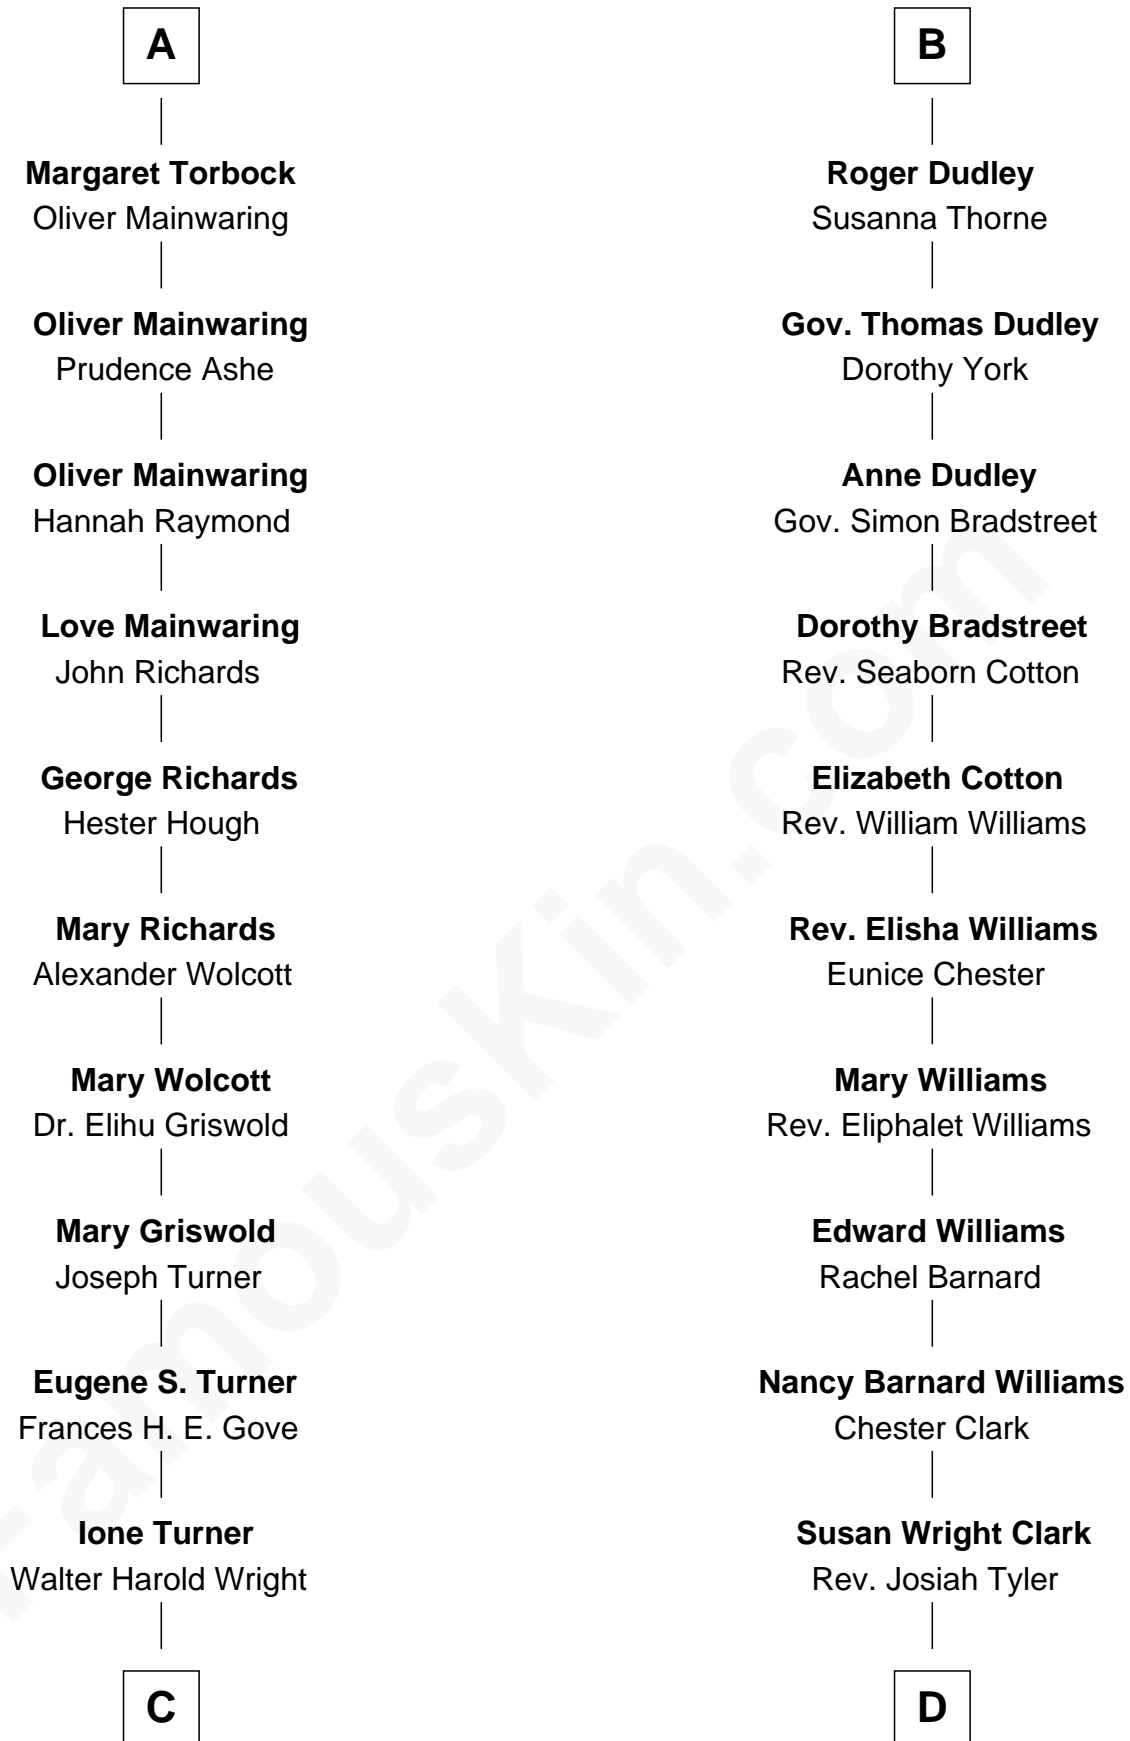 A
Margaret Torbock
Oliver Mainwaring
Oliver Mainwaring
Prudence Ashe
Oliver Mainwaring
Hannah Raymond
Love Mainwaring
John Richards
George Richards
Hester Hough
Mary Richards
Alexander Wolcott
Mary Wolcott
Dr. Elihu Griswold
Mary Griswold
Joseph Turner
Eugene S. Turner
Frances H. E. Gove
Ione Turner
Walter Harold Wright
C
B
Roger Dudley
Susanna Thorne
Gov. Thomas Dudley
Dorothy York
Anne Dudley
Gov. Simon Bradstreet
Dorothy Bradstreet
Rev. Seaborn Cotton
Elizabeth Cotton
Rev. William Williams
Rev. Elisha Williams
Eunice Chester
Mary Williams
Rev. Eliphalet Williams
Edward Williams
Rachel Barnard
Nancy Barnard Williams
Chester Clark
Susan Wright Clark
Rev. Josiah Tyler
D
FamousKin.com